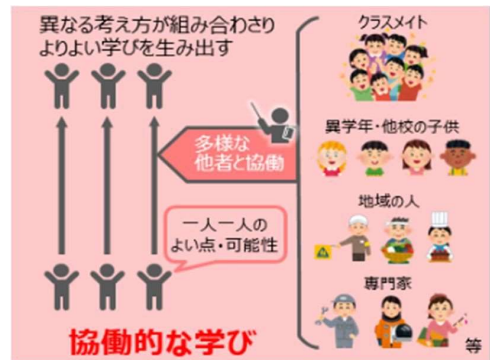 異なる考え方が組み合わさり
よりよい学びを生み出す
多様な
他者と協働
一人一人の
よい点・可能性
協働的な学び
クラスメイト
異学年・他校の子供
地域の人
専門家
等